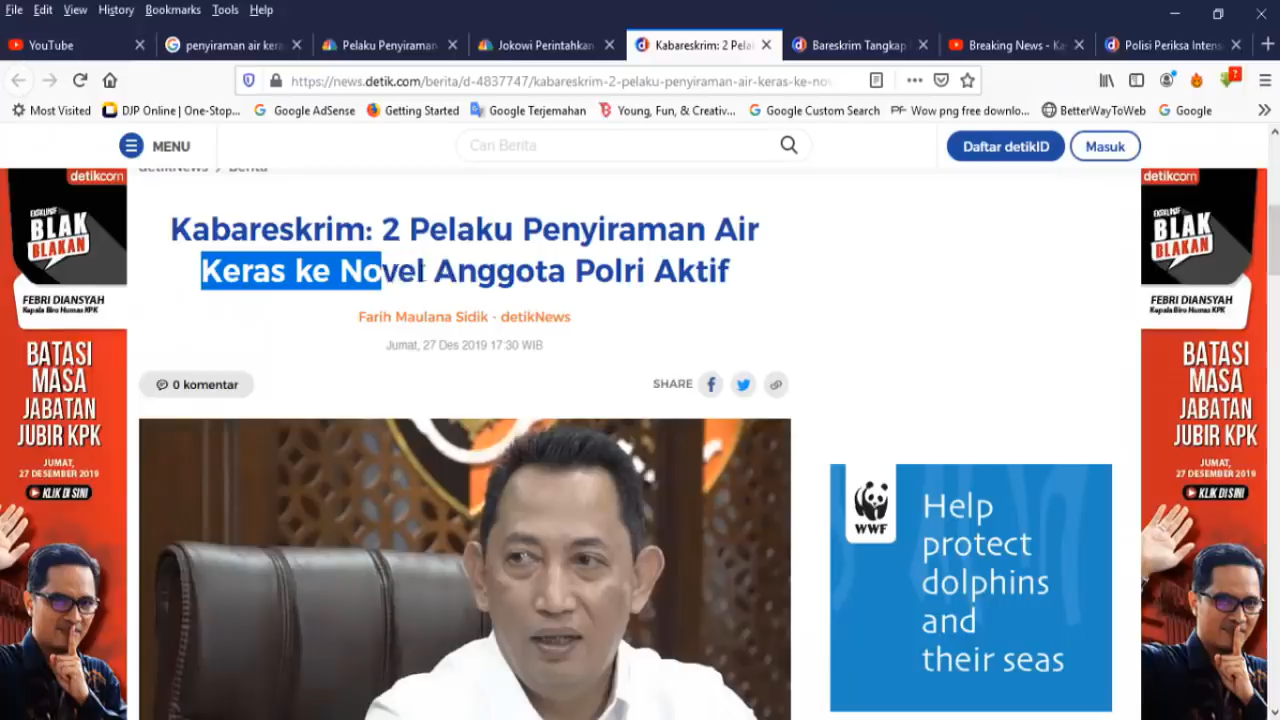 File Edit View History Bookmarks Tools Help
YouTube
penyiraman air kera
Pelaku Penyiraman
Jokowi Perintahkan
Kabareskrim: 2 Pela
Bareskrim Tangkap
Breaking News - Ka
Polisi Periksa Intens
https://news.detik.com/berita/d-4837747/kabareskrim-2-pelaku-penyiraman-air-keras-ke-no
Most Visited
DJP Online | One-Stop...
Google AdSense
Getting Started
Google Terjemahan
Young, Fun, & Creativ...
Google Custom Search
Wow png free downlo...
BetterWayToWeb
Google
MENU
Cari Berita
Daftar detikID
Masuk
detikNews > Berita
Kabareskrim: 2 Pelaku Penyiraman Air
Keras ke Novel Anggota Polri Aktif
Farih Maulana Sidik - detikNews
Jumat, 27 Des 2019 17:30 WIB
0 komentar
SHARE
detikcom
BLAK
BLAKAN
FEBRI DIANSYAH
Kepala Biro Humas KPK
BATASI
MASA
JABATAN
JUBIR KPK
JUMAT,
27 DESEMBER 2019
KLIK DI SINI
WWF
Help
protect
dolphins
and
their seas
detikcom
BLAK
BLAKAN
FEBRI DIANSYAH
Kepala Biro Humas KPK
BATASI
MASA
JABATAN
JUBIR KPK
JUMAT,
27 DESEMBER 2019
KLIK DI SINI